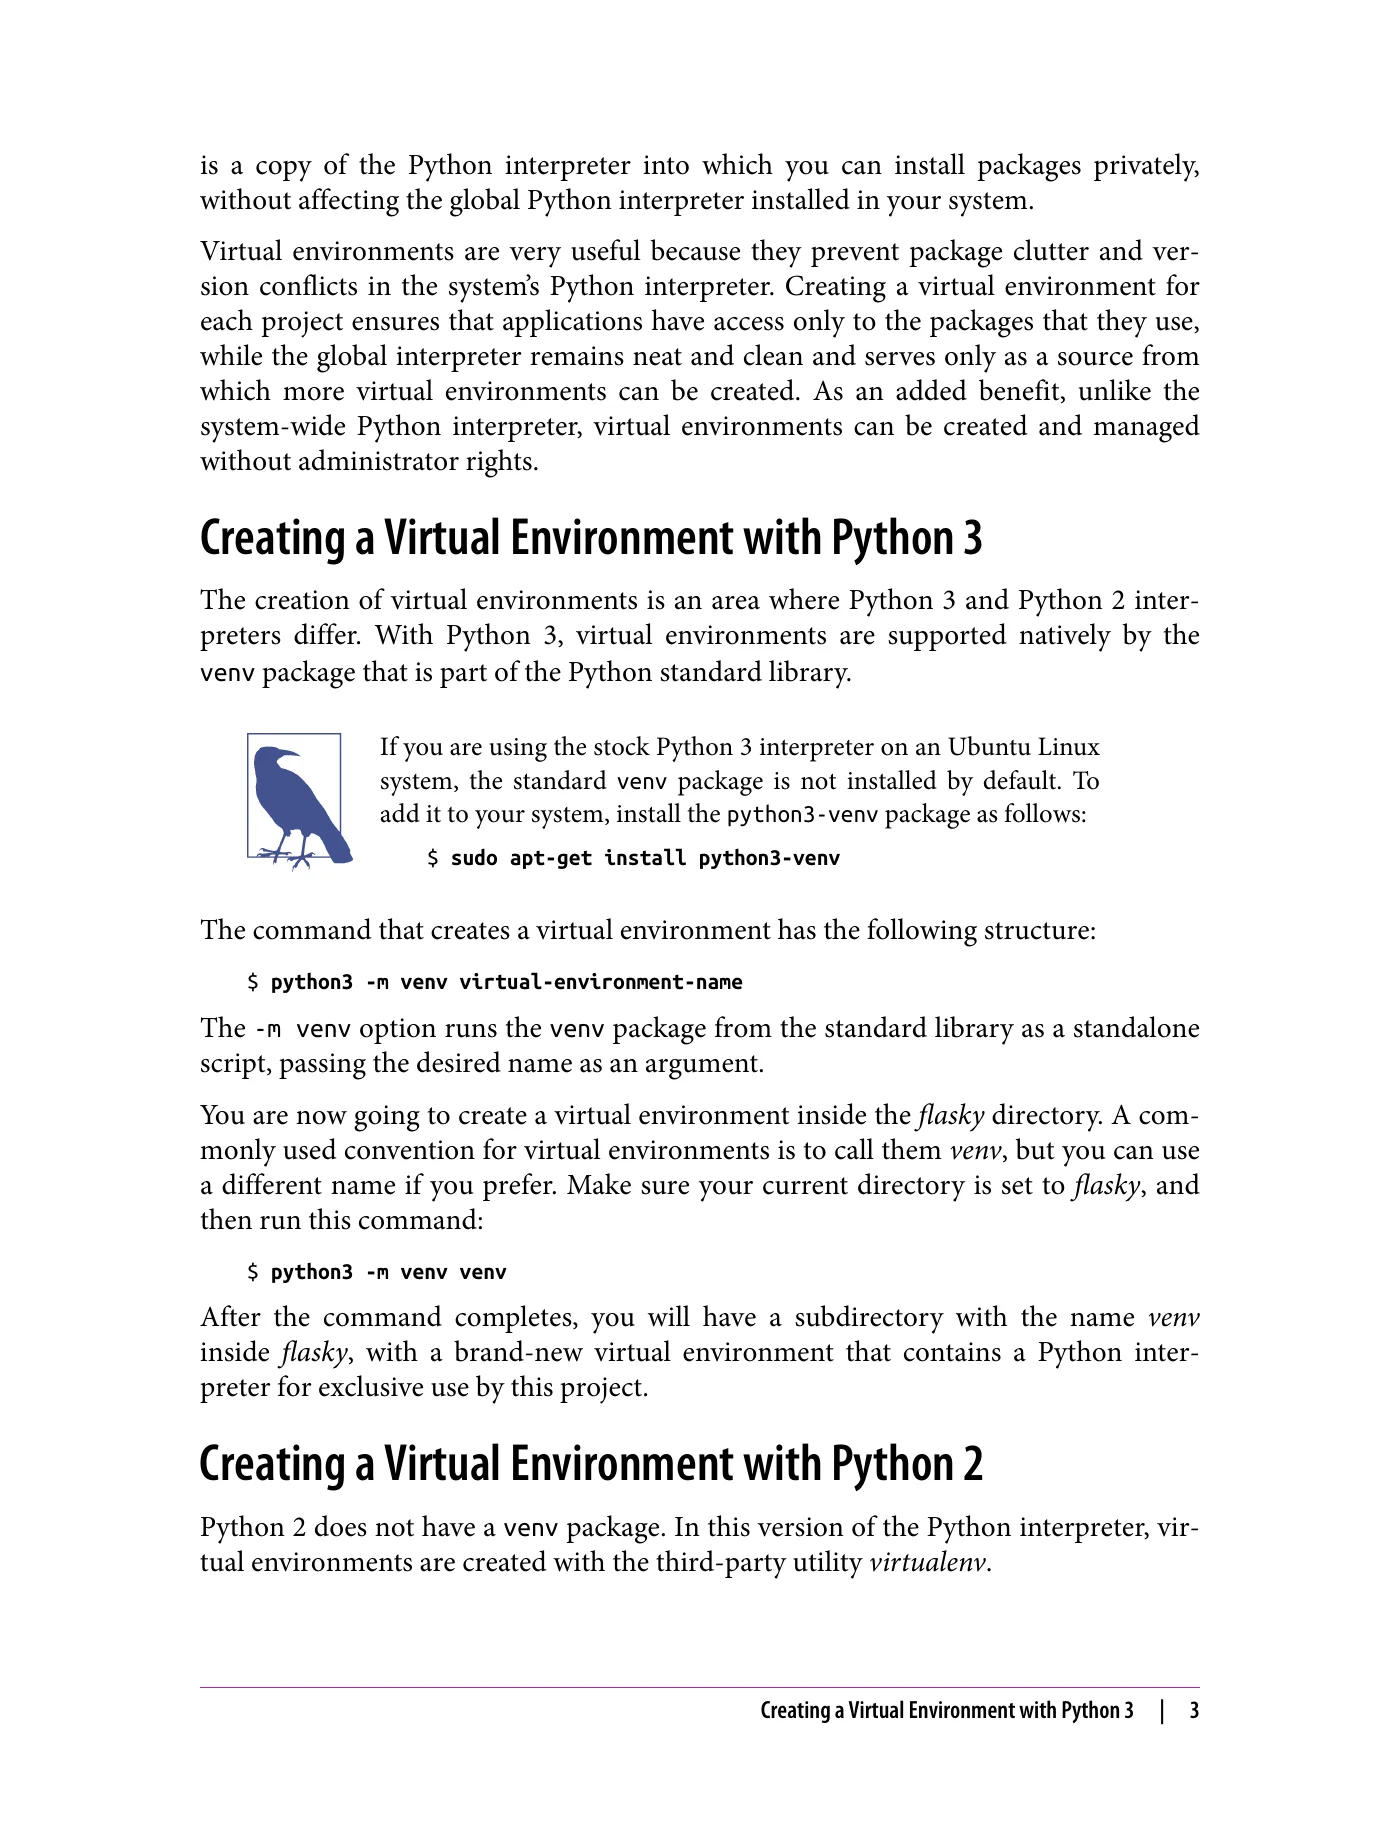 is a copy of the Python interpreter into which you can install packages privately,
without affecting the global Python interpreter installed in your system.
Virtual environments are very useful because they prevent package clutter and ver-
sion conflicts in the system’s Python interpreter. Creating a virtual environment for
each project ensures that applications have access only to the packages that they use,
while the global interpreter remains neat and clean and serves only as a source from
which more virtual environments can be created. As an added benefit, unlike the
system-wide Python interpreter, virtual environments can be created and managed
without administrator rights.
Creating a Virtual Environment with Python 3
The creation of virtual environments is an area where Python 3 and Python 2 inter-
preters differ. With Python 3, virtual environments are supported natively by the
venv package that is part of the Python standard library.
If you are using the stock Python 3 interpreter on an Ubuntu Linux
system, the standard venv package is not installed by default. To
add it to your system, install the python3-venv package as follows:
$ sudo apt-get install python3-venv
The command that creates a virtual environment has the following structure:
$ python3 -m venv virtual-environment-name
The -m venv option runs the venv package from the standard library as a standalone
script, passing the desired name as an argument.
You are now going to create a virtual environment inside the flasky directory. A com-
monly used convention for virtual environments is to call them venv, but you can use
a different name if you prefer. Make sure your current directory is set to flasky, and
then run this command:
$ python3 -m venv venv
After the command completes, you will have a subdirectory with the name venv
inside flasky, with a brand-new virtual environment that contains a Python inter-
preter for exclusive use by this project.
Creating a Virtual Environment with Python 2
Python 2 does not have a venv package. In this version of the Python interpreter, vir-
tual environments are created with the third-party utility virtualenv.
Creating a Virtual Environment with Python 3 | 3